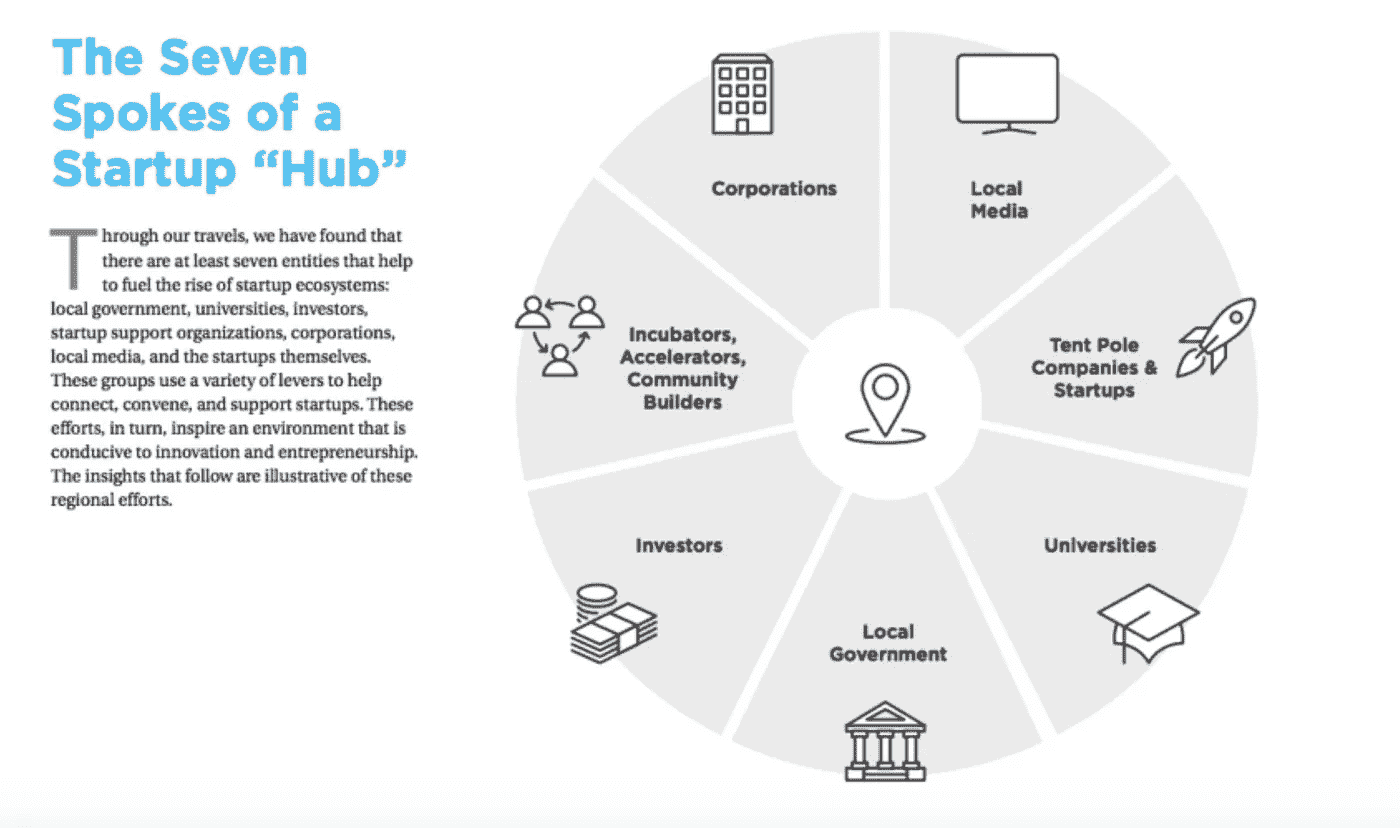 The Seven
Spokes of a
Startup “Hub”
Through our travels, we have found that
there are at least seven entities that help
to fuel the rise of startup ecosystems:
local government, universities, investors,
startup support organizations, corporations,
local media, and the startups themselves.
These groups use a variety of levers to help
connect, convene, and support startups. These
efforts, in turn, inspire an environment that is
conducive to innovation and entrepreneurship.
The insights that follow are illustrative of these
regional efforts.
Corporations
Local
Media
Incubators,
Accelerators,
Community
Builders
Tent Pole
Companies &
Startups
Investors
Universities
Local
Government